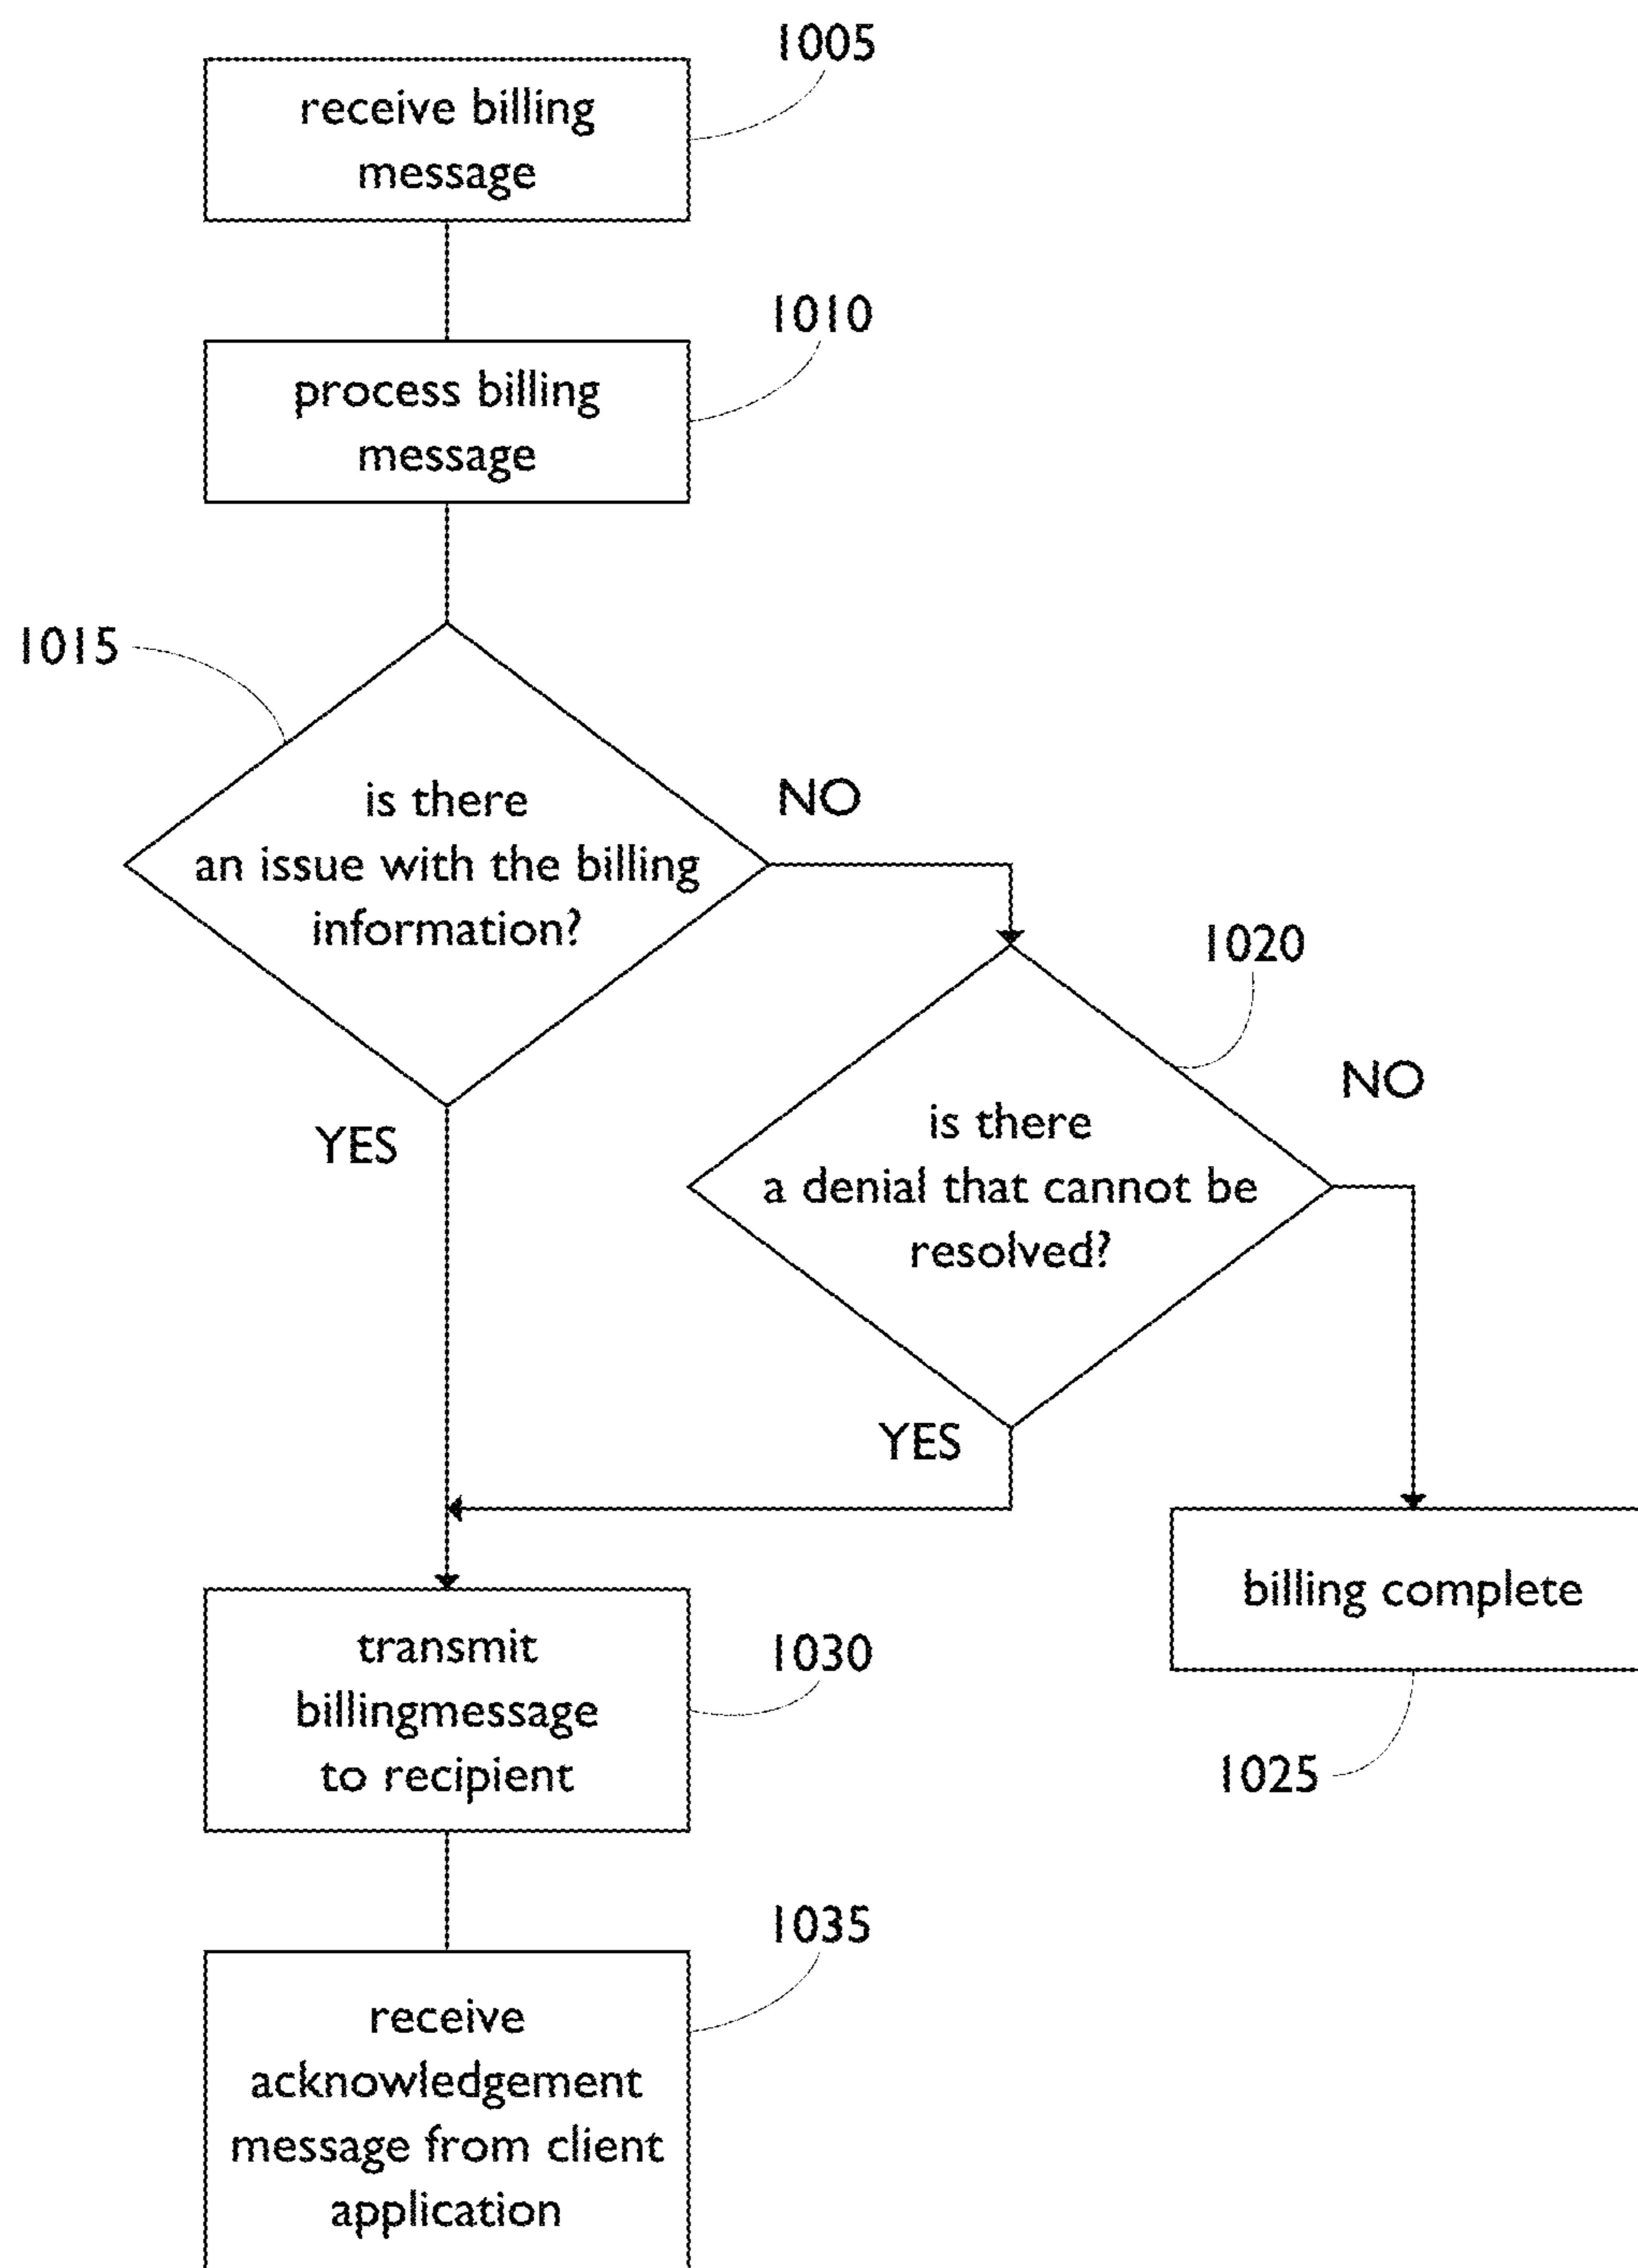 1005
receive billing
message
1010
process billing
message
1015
is there
an issue with the billing
information?
NO
1020
is there
a denial that cannot be
resolved?
NO
YES
YES
billing complete
1025
transmit
billingmessage
to recipient
1030
1035
receive
acknowledgement
message from client
application